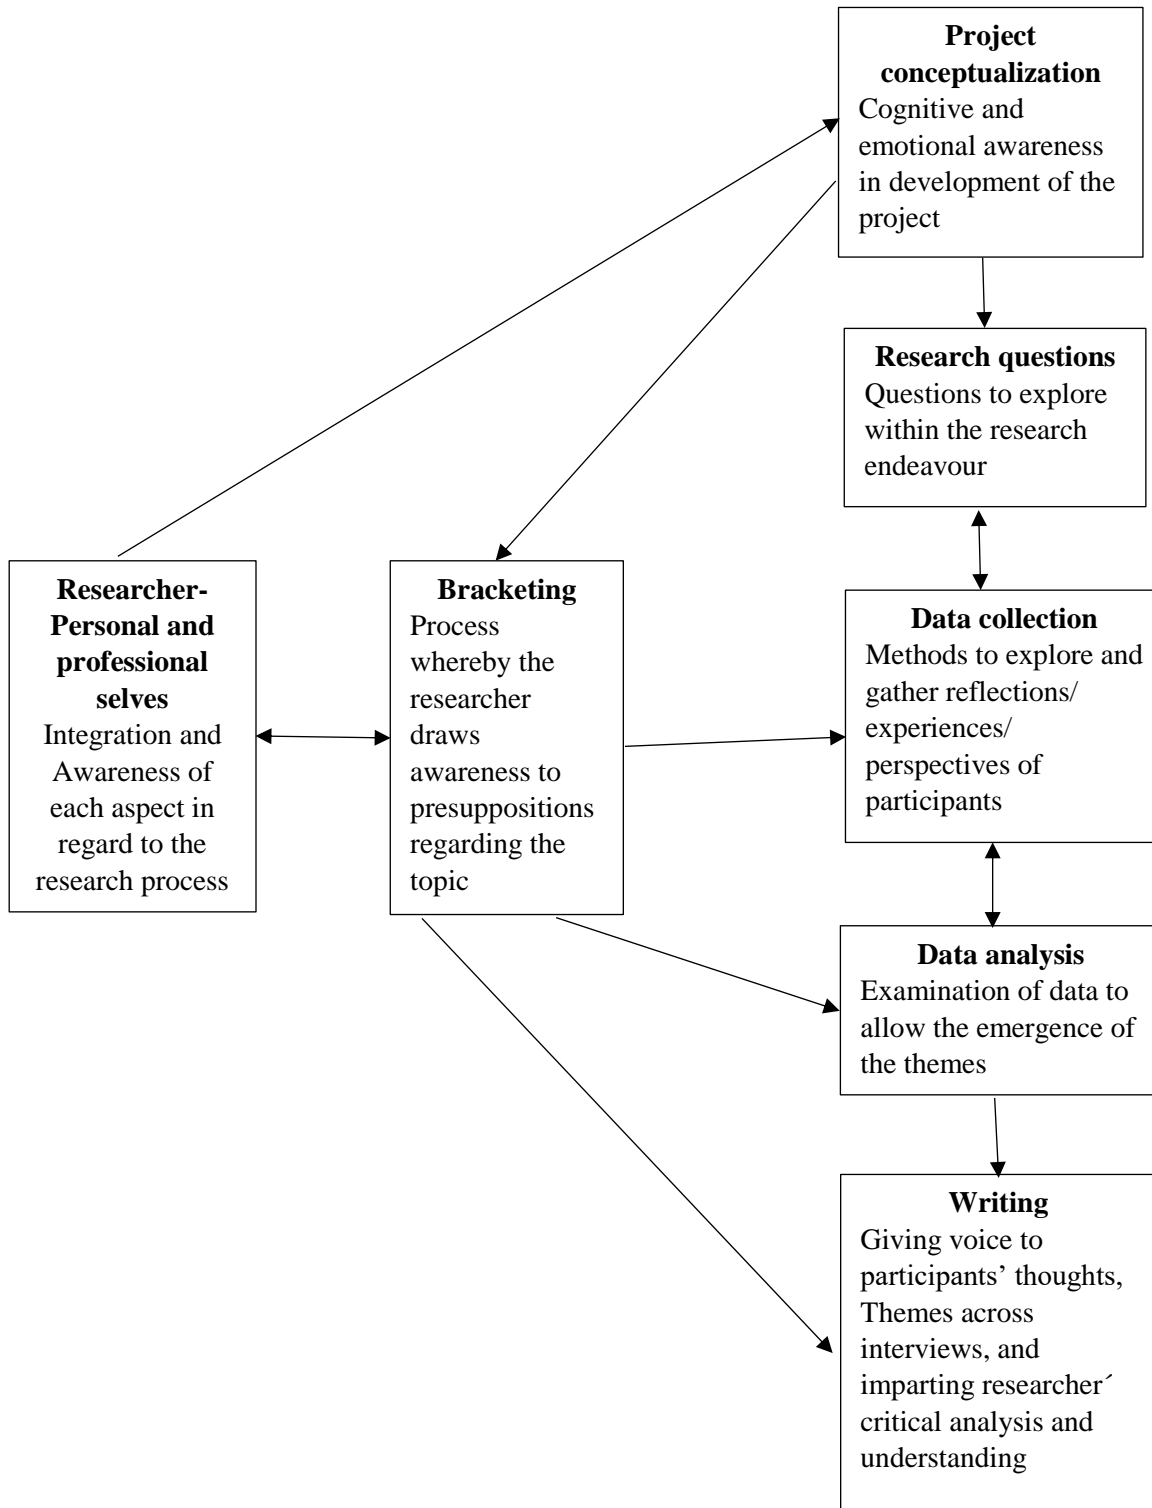 Project
conceptualization
Cognitive and
emotional awareness
in development of the
project
Research questions
Questions to explore
within the research
endeavour
Researcher-
Personal and
professional
selves
Integration and
Awareness of
each aspect in
regard to the
research process
Bracketing
Process
whereby the
researcher
draws
awareness to
presuppositions
regarding the
topic
Data collection
Methods to explore and
gather reflections/
experiences/
perspectives of
participants
Data analysis
Examination of data to
allow the emergence of
the themes
Writing
Giving voice to
participants’ thoughts,
Themes across
interviews, and
imparting researcher´
critical analysis and
understanding